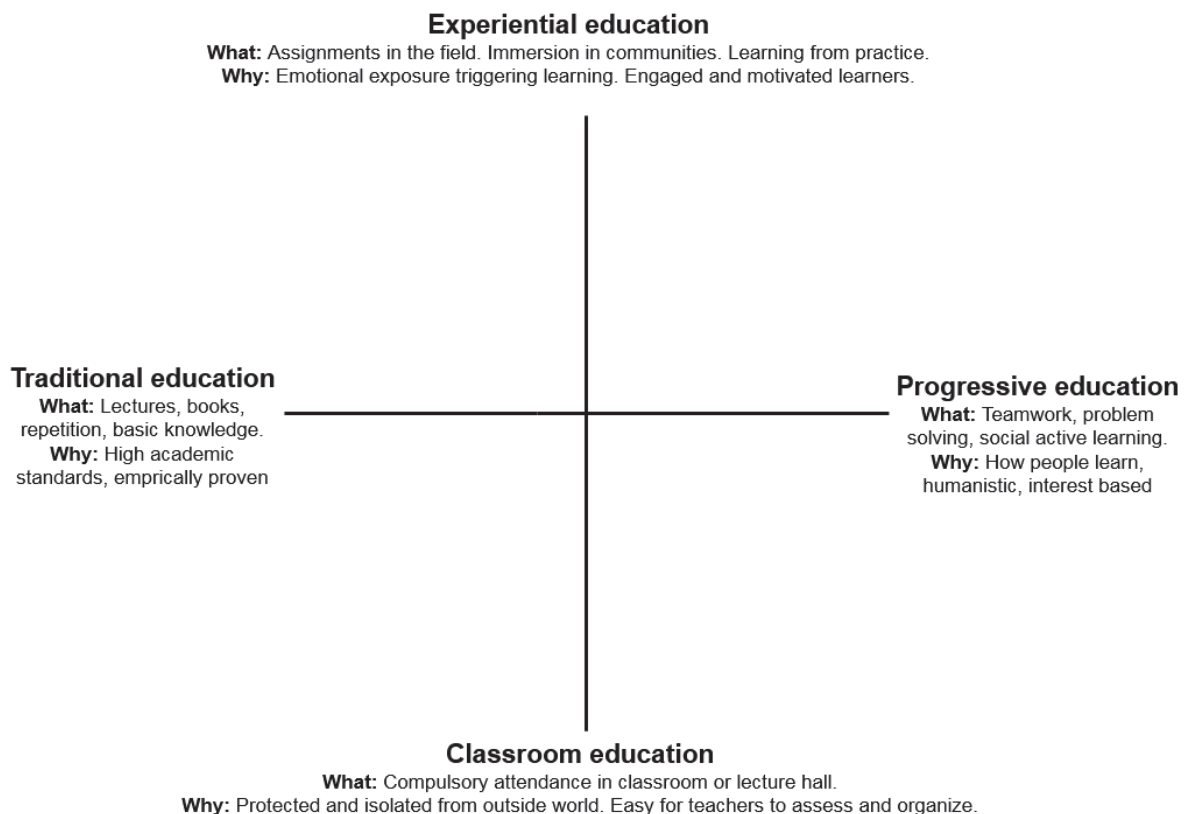 Experiential education
What: Assignments in the field. Immersion in communities. Learning from practice.
Why: Emotional exposure triggering learning. Engaged and motivated learners.
Traditional education
What: Lectures, books,
repetition, basic knowledge.
Why: High academic
standards, emprically proven
Progressive education
What: Teamwork, problem
solving, social active learning.
Why: How people learn,
humanistic, interest based
Classroom education
What: Compulsory attendance in classroom or lecture hall.
Why: Protected and isolated from outside world. Easy for teachers to assess and organize.